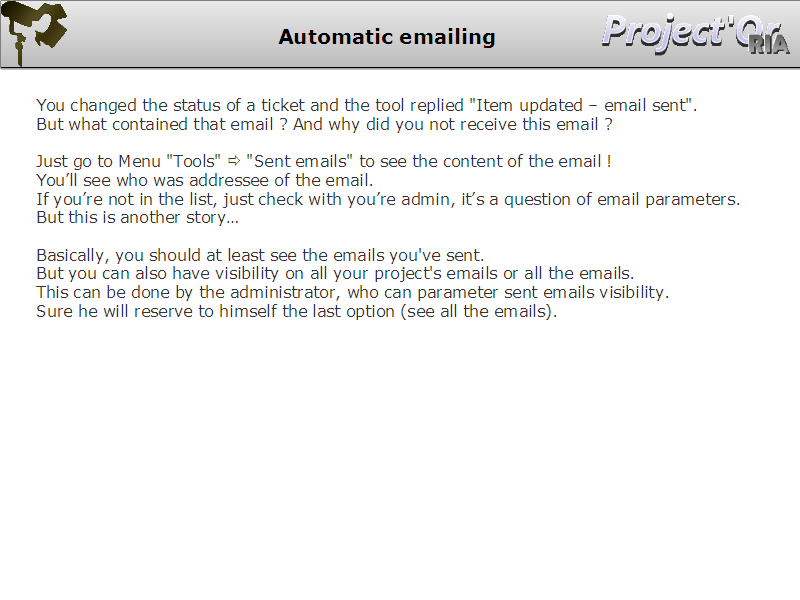 Automatic emailing
Project'Or
RIA
You changed the status of a ticket and the tool replied "Item updated – email sent".
But what contained that email ? And why did you not receive this email ?
Just go to Menu "Tools" ⇨ "Sent emails" to see the content of the email !
You’ll see who was addressee of the email.
If you’re not in the list, just check with you’re admin, it’s a question of email parameters.
But this is another story…
Basically, you should at least see the emails you've sent.
But you can also have visibility on all your project's emails or all the emails.
This can be done by the administrator, who can parameter sent emails visibility.
Sure he will reserve to himself the last option (see all the emails).